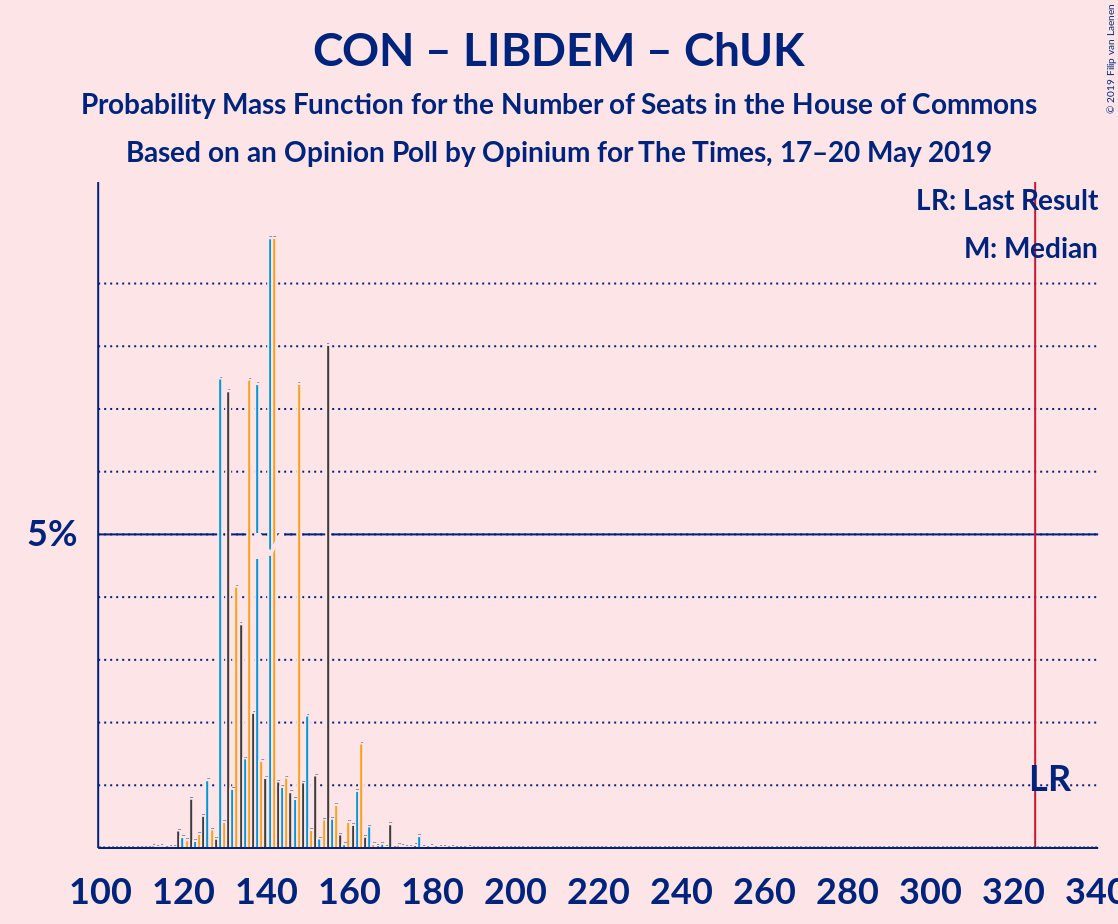 CON – LIBDEM – ChUK
Probability Mass Function for the Number of Seats in the House of Commons
Based on an Opinion Poll by Opinium for The Times, 17–20 May 2019
© 2019 Filip van Laenen
LR: Last Result
M: Median
5%
LR
100 120 140 160 180 200 220 240 260 280 300 320 340